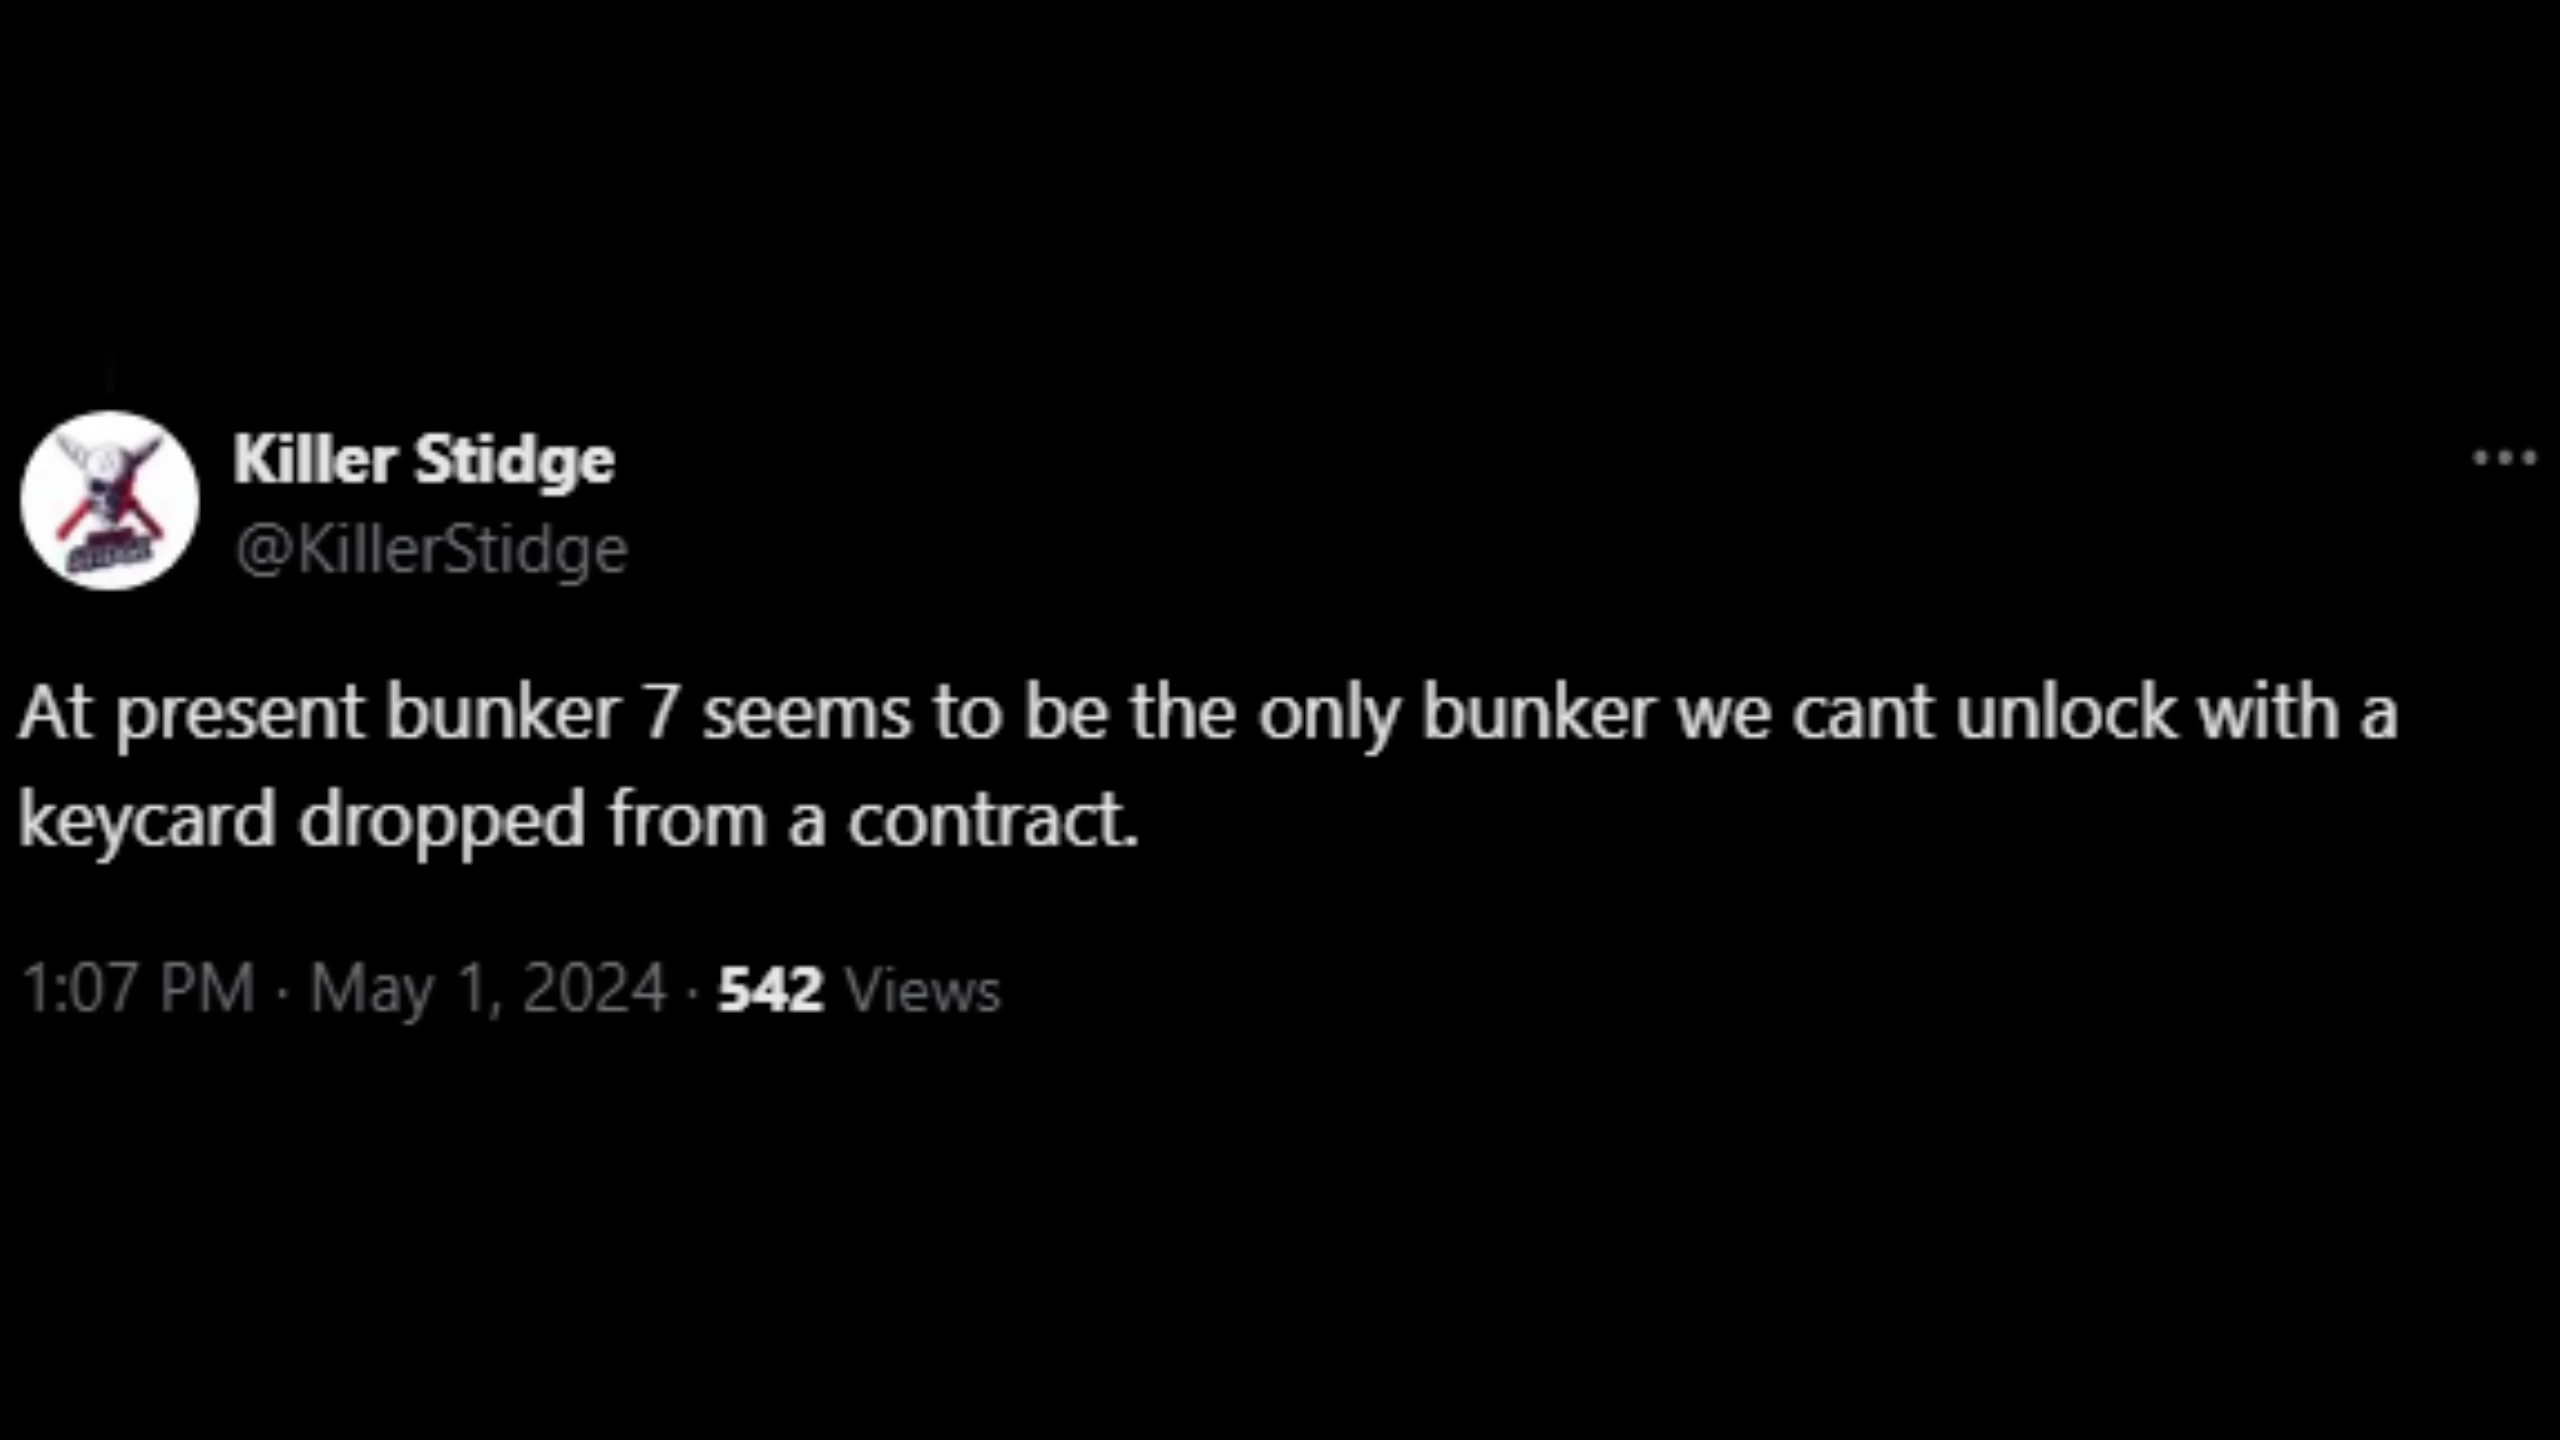 Killer Stidge
@KillerStidge
At present bunker 7 seems to be the only bunker we cant unlock with a
keycard dropped from a contract.
1:07 PM · May 1, 2024 · 542 Views